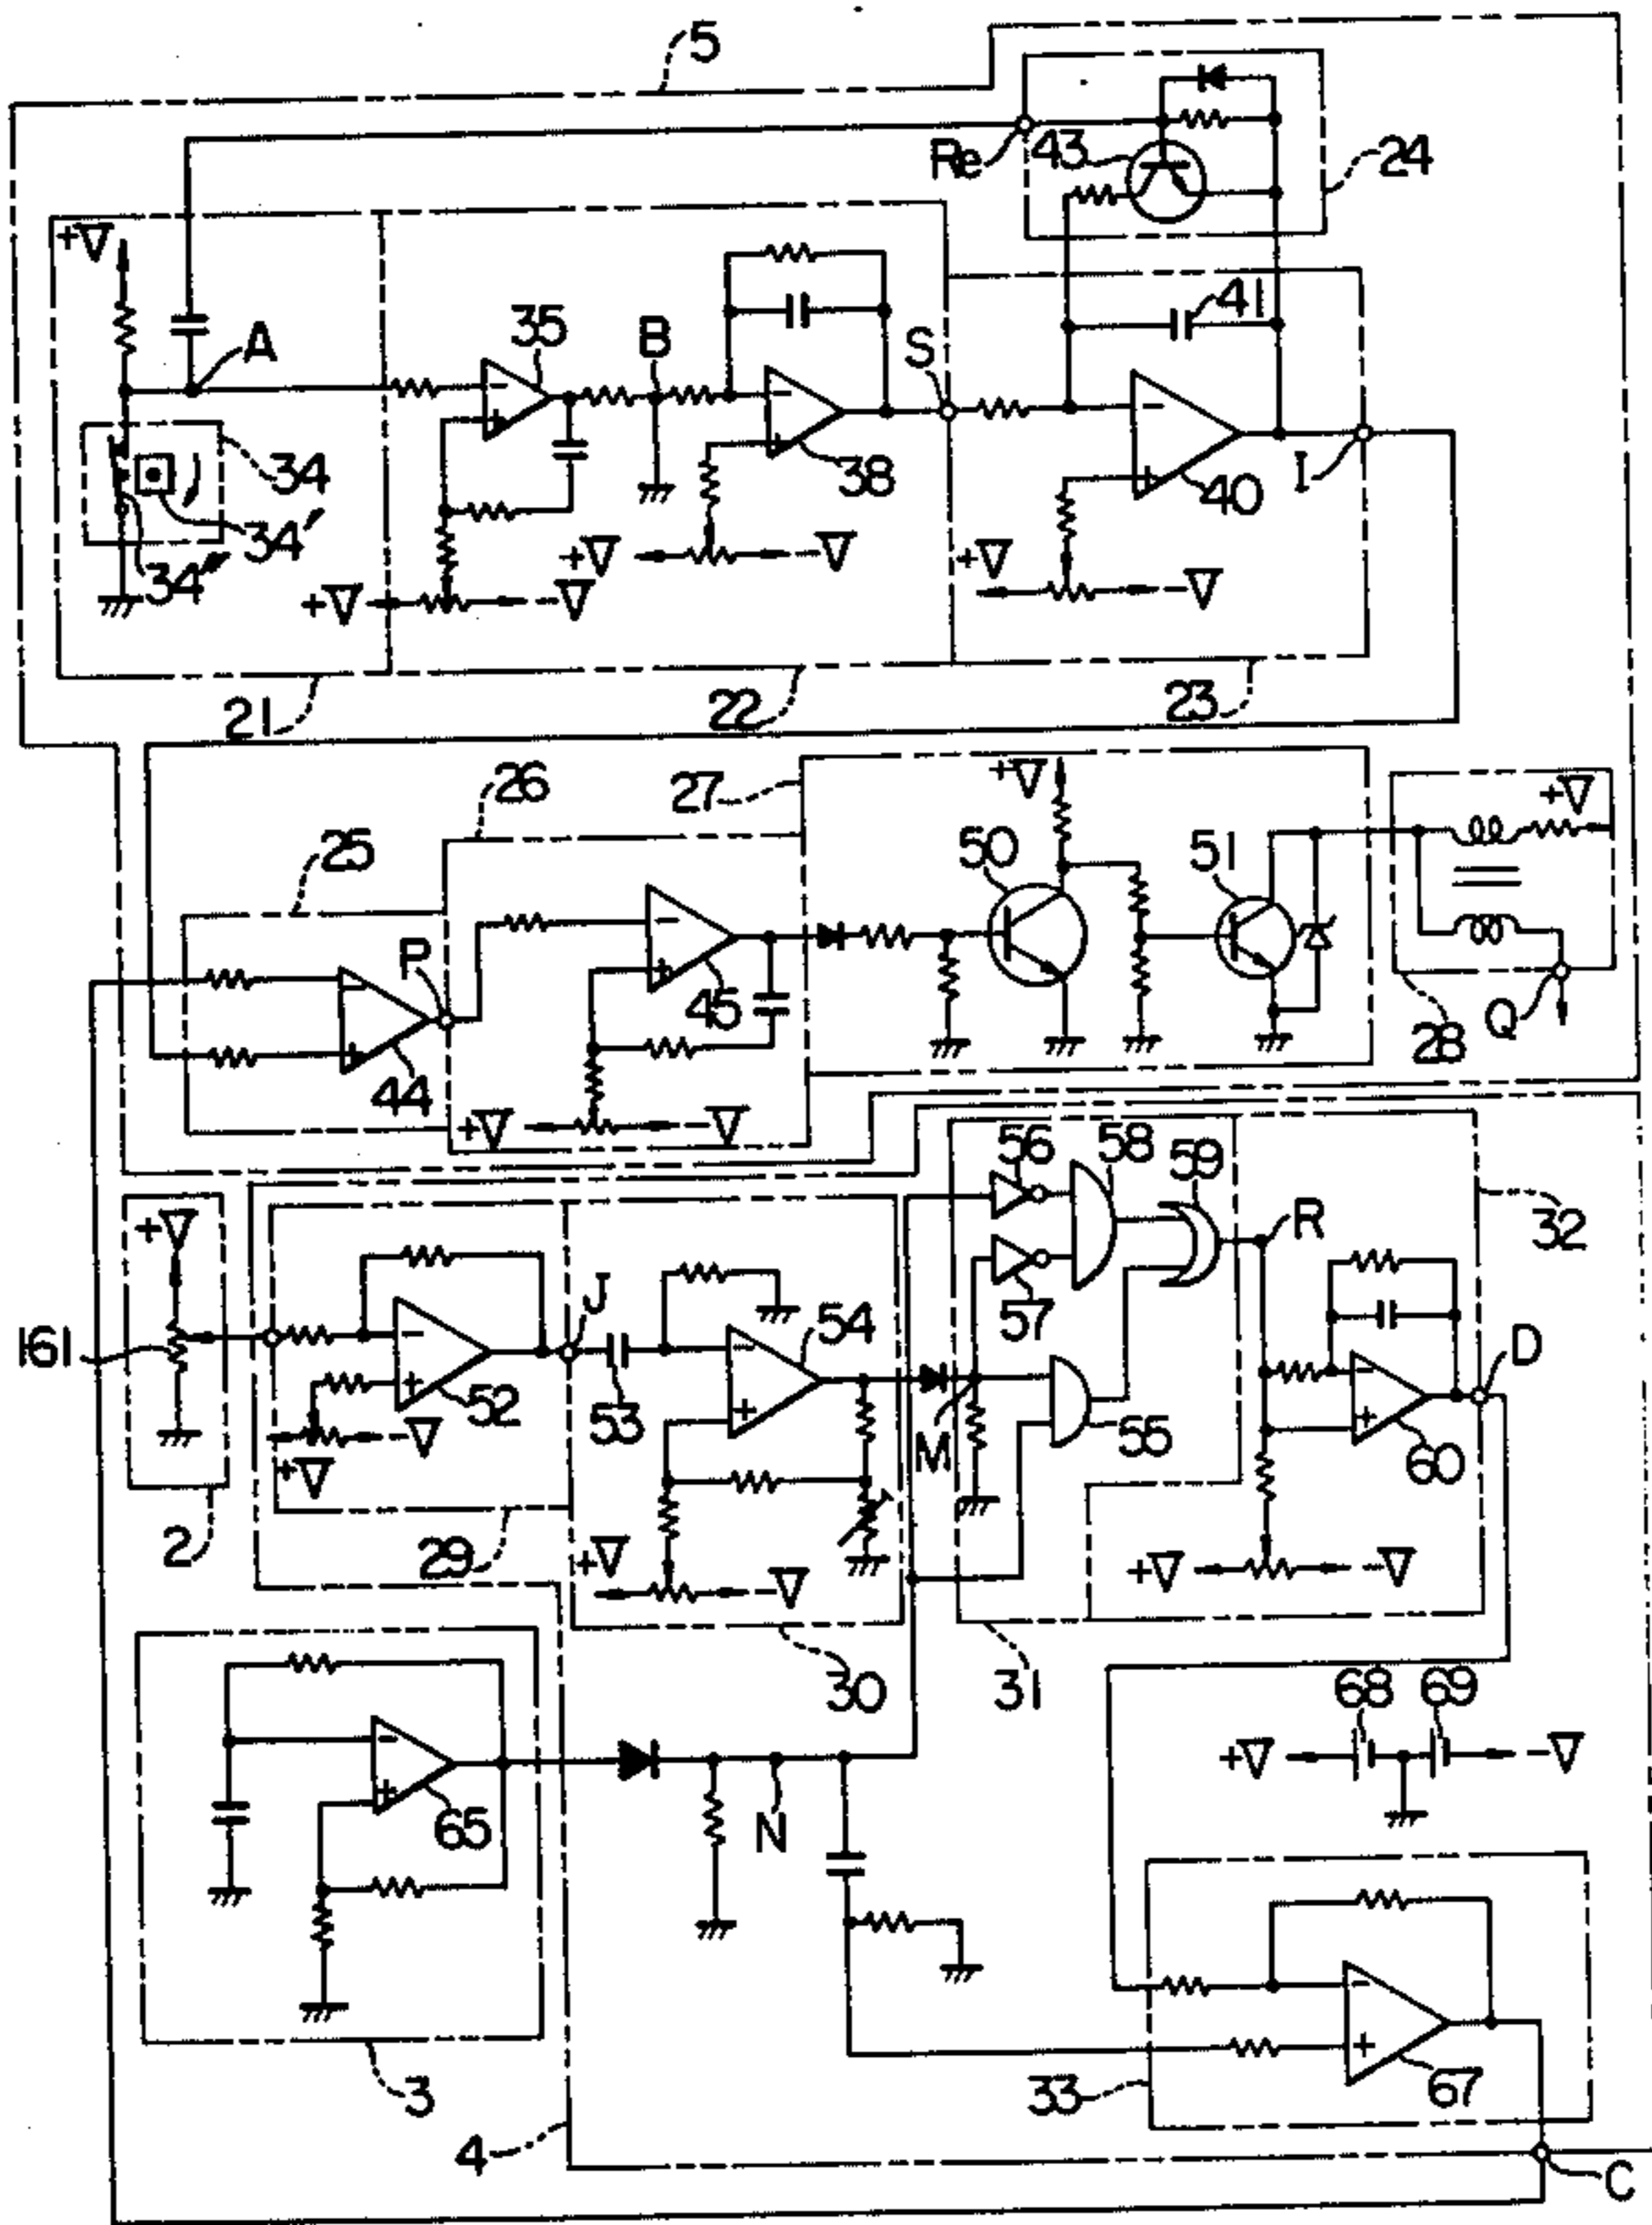 5
Re
43
24
+V
A
35
B
S
41
38
40
I
34
34'
34"
+V
-V
+V
-V
+V
-V
21
22
23
26
27
+V
+V
25
50
51
P
45
44
28
Q
+V
-V
56
58
59
+V
R
32
57
J
54
161
52
53
M
55
D
60
-V
+V
2
29
+V
-V
+V
-V
30
31
68
69
+V
-V
65
N
3
33
67
4
C